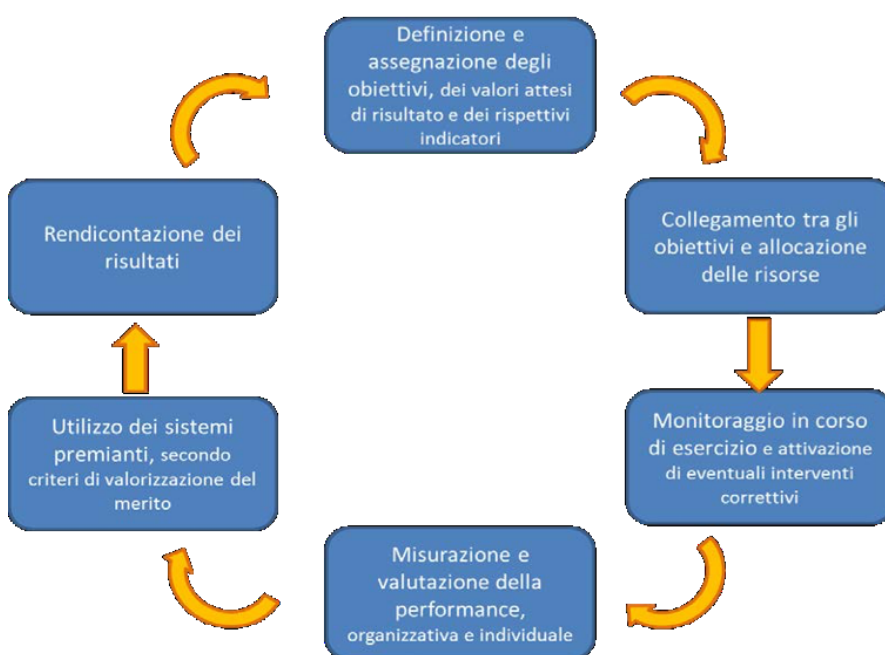 Definizione e
assegnazione degli
obiettivi, dei valori attesi
di risultato e dei rispettivi
indicatori
Collegamento tra gli
obiettivi e allocazione
delle risorse
Monitoraggio in corso
di esercizio e attivazione
di eventuali interventi
correttivi
Misurazione e
valutazione della
performance,
organizzativa e individuale
Utilizzo dei sistemi
premianti, secondo
criteri di valorizzazione del
merito
Rendicontazione dei
risultati